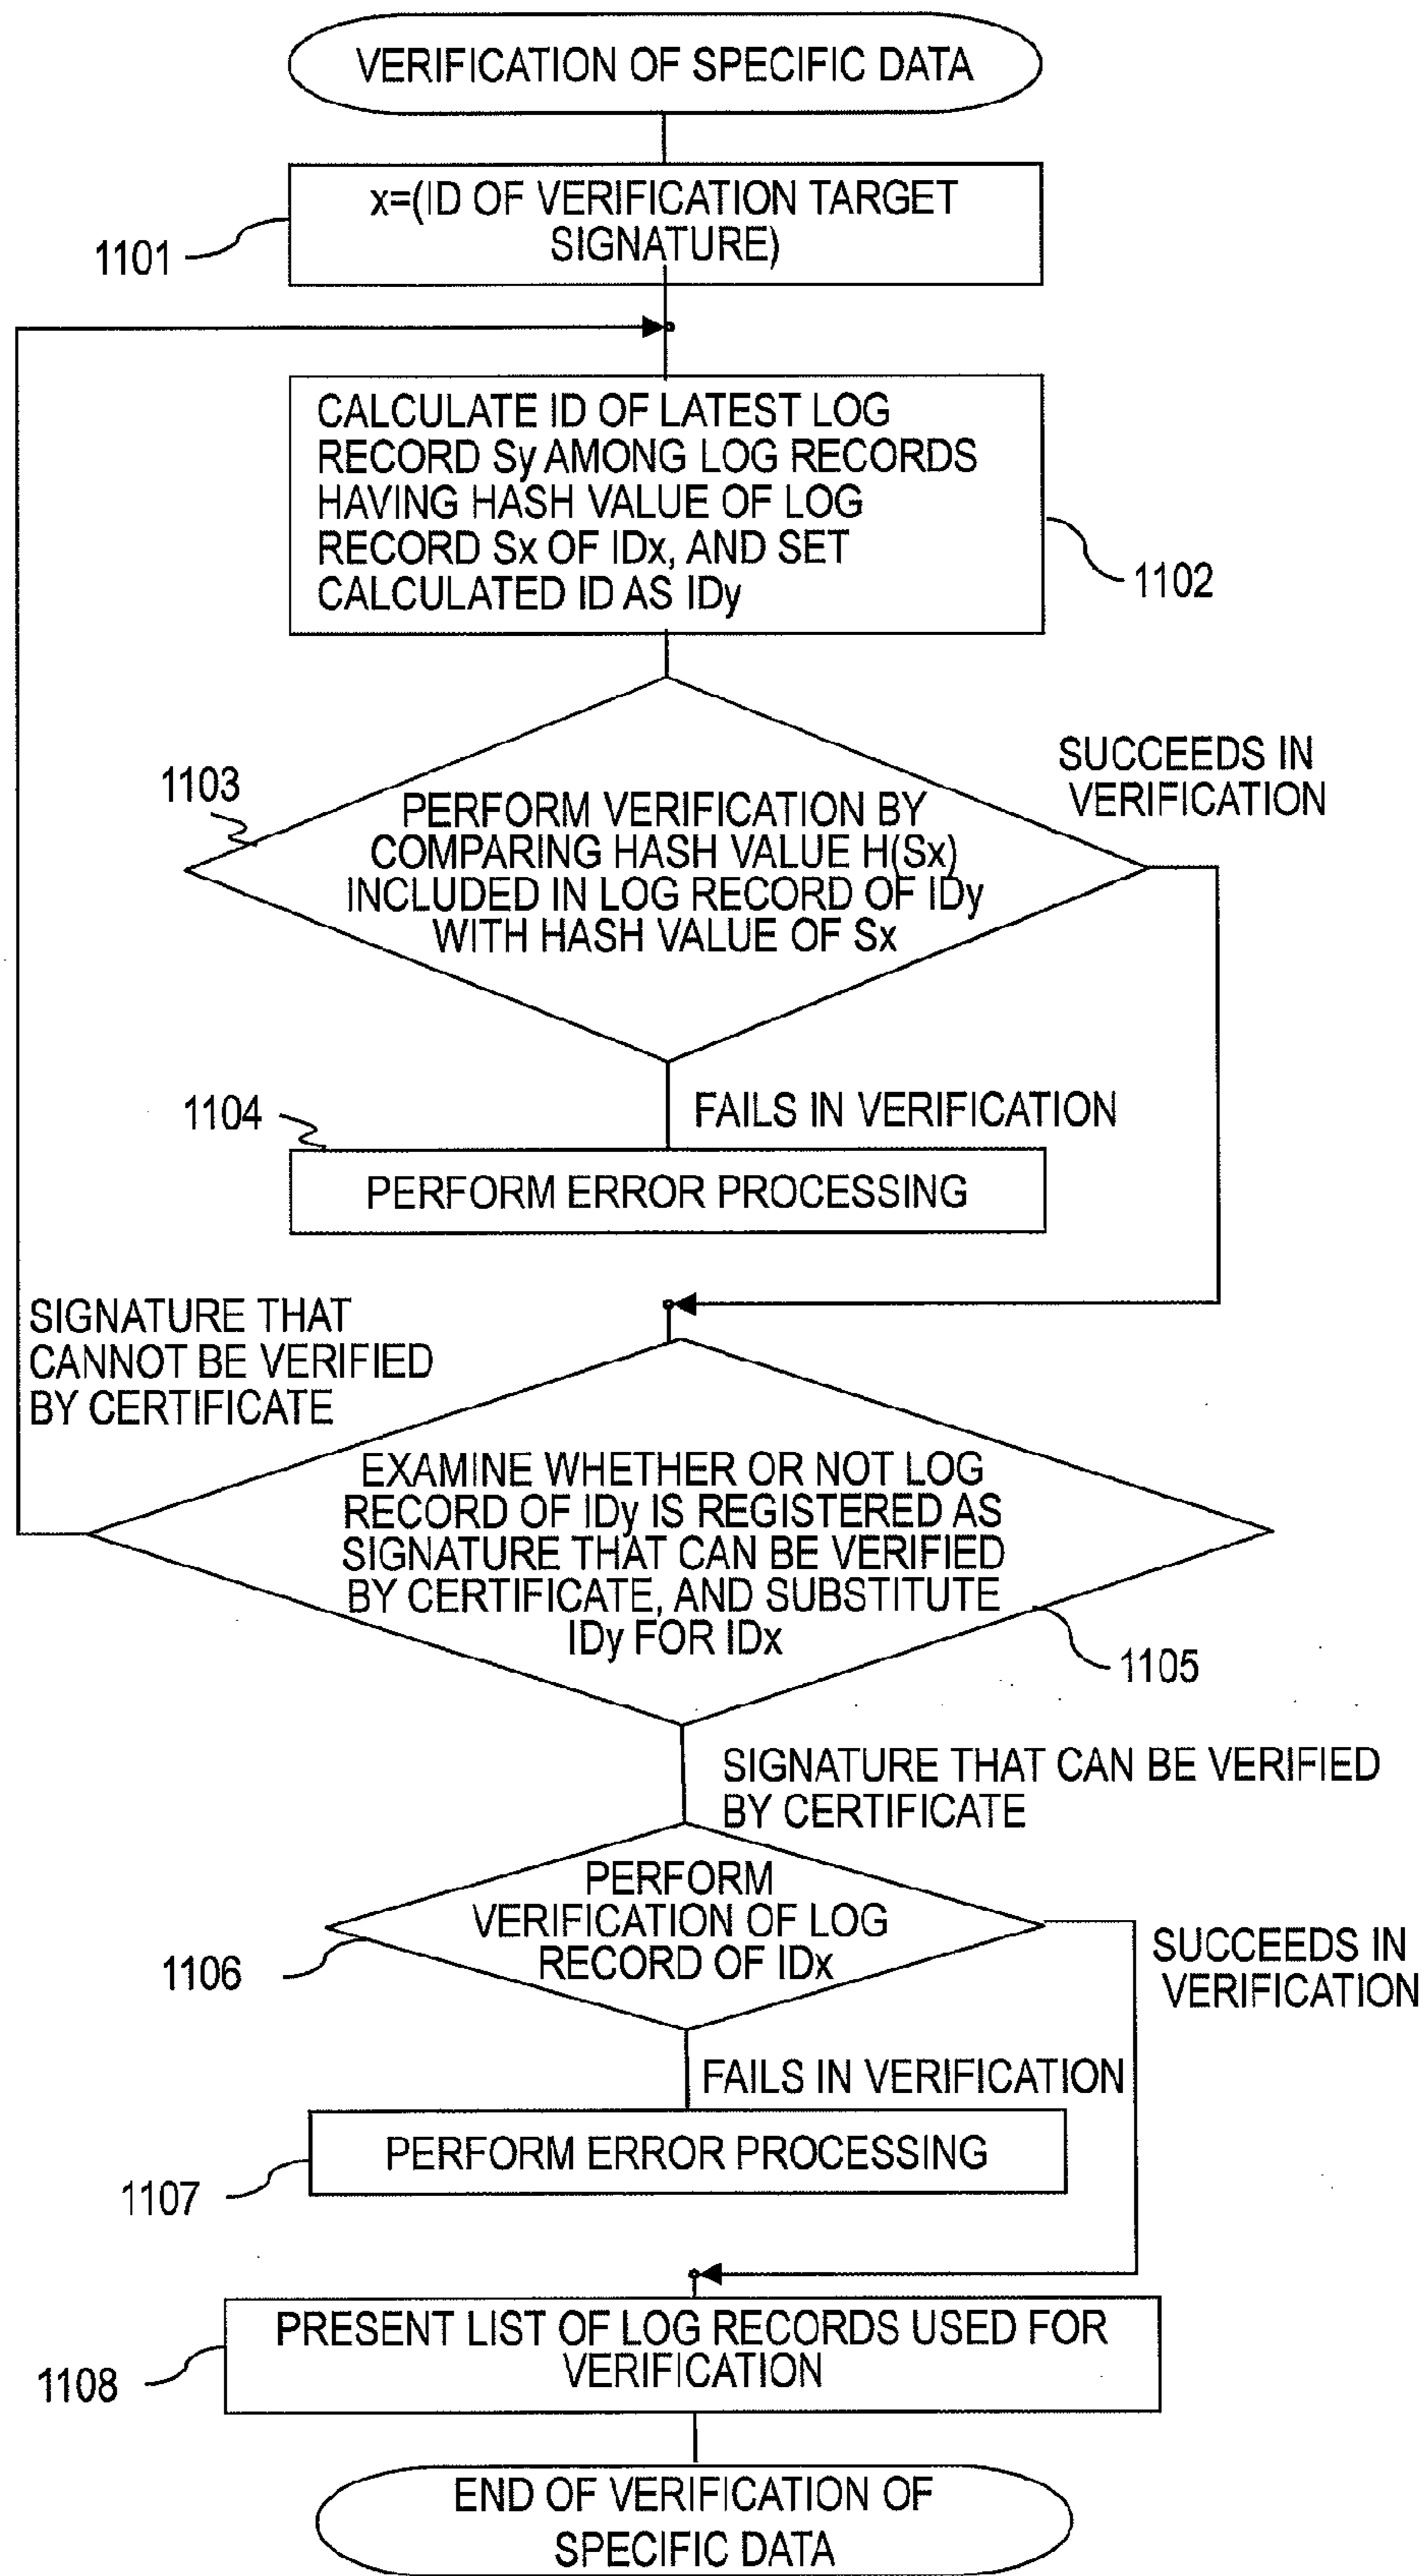 VERIFICATION OF SPECIFIC DATA
x=(ID OF VERIFICATION TARGET
SIGNATURE)
1101
CALCULATE ID OF LATEST LOG
RECORD Sy AMONG LOG RECORDS
HAVING HASH VALUE OF LOG
RECORD Sx OF IDx, AND SET
CALCULATED ID AS IDy
1102
SUCCEEDS IN
VERIFICATION
1103
PERFORM VERIFICATION BY
COMPARING HASH VALUE H(Sx)
INCLUDED IN LOG RECORD OF IDy
WITH HASH VALUE OF Sx
1104
FAILS IN VERIFICATION
PERFORM ERROR PROCESSING
SIGNATURE THAT
CANNOT BE VERIFIED
BY CERTIFICATE
EXAMINE WHETHER OR NOT LOG
RECORD OF IDy IS REGISTERED AS
SIGNATURE THAT CAN BE VERIFIED
BY CERTIFICATE, AND SUBSTITUTE
IDy FOR IDx
1105
SIGNATURE THAT CAN BE VERIFIED
BY CERTIFICATE
PERFORM
VERIFICATION OF LOG
RECORD OF IDx
1106
SUCCEEDS IN
VERIFICATION
FAILS IN VERIFICATION
PERFORM ERROR PROCESSING
1107
PRESENT LIST OF LOG RECORDS USED FOR
VERIFICATION
1108
END OF VERIFICATION OF
SPECIFIC DATA